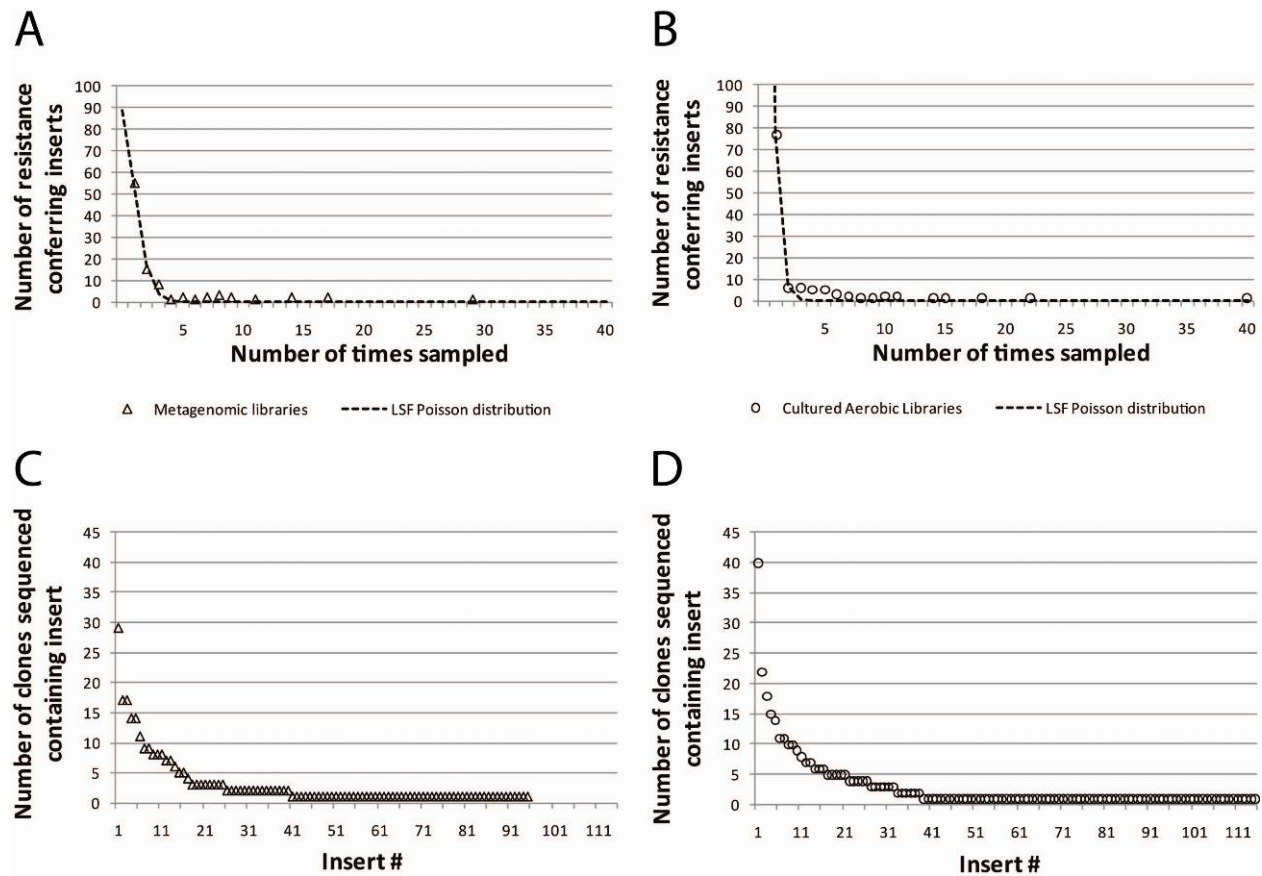 A
Number of resistance
conferring inserts
100
90
80
70
60
50
40
30
20
10
0
5 10 15 20 25 30 35 40
Number of times sampled
Metagenomic libraries LSF Poisson distribution
B
Number of resistance
conferring inserts
100
90
80
70
60
50
40
30
20
10
0
5 10 15 20 25 30 35 40
Number of times sampled
Cultured Aerobic Libraries LSF Poisson distribution
C
Number of clones sequenced
containing insert
45
40
35
30
25
20
15
10
5
0
1 11 21 31 41 51 61 71 81 91 101 111
Insert #
D
Number of clones sequenced
containing insert
45
40
35
30
25
20
15
10
5
0
1 11 21 31 41 51 61 71 81 91 101 111
Insert #